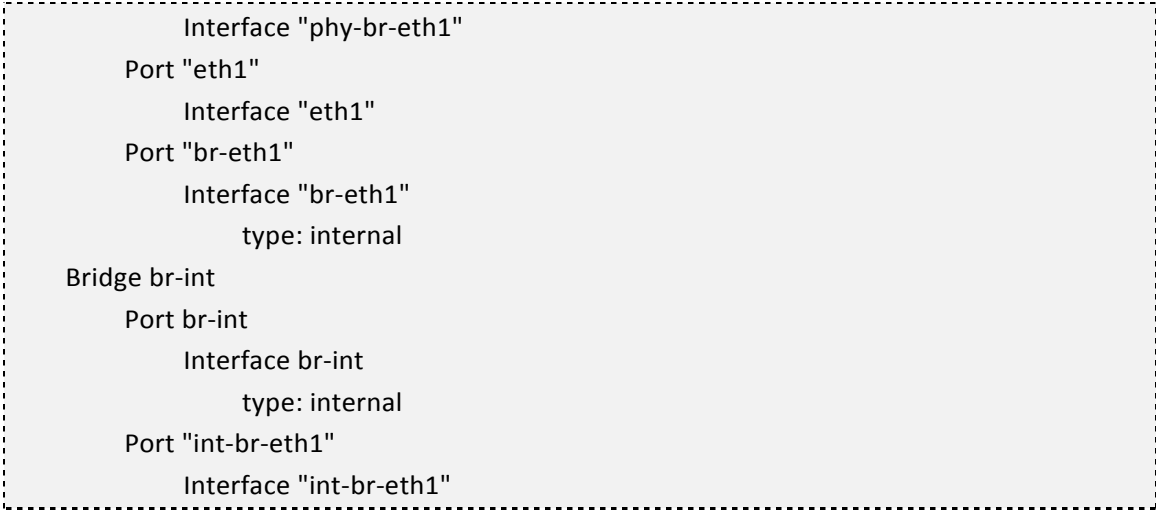 Interface "phy-br-eth1"
Port "eth1"
Interface "eth1"
Port "br-eth1"
Interface "br-eth1"
type: internal
Bridge br-int
Port br-int
Interface br-int
type: internal
Port "int-br-eth1"
Interface "int-br-eth1"